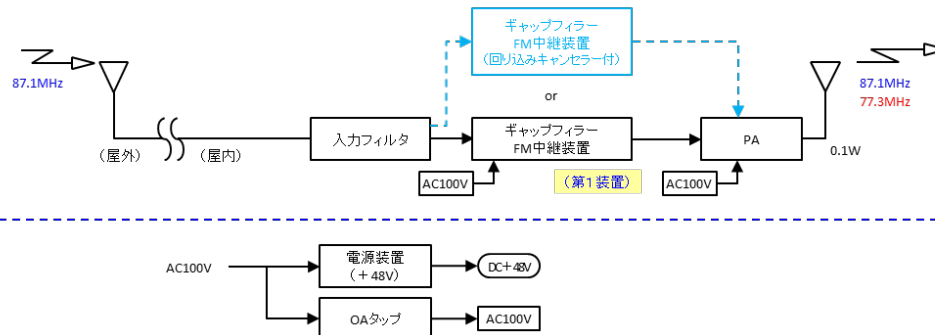 ギャップフィラー
FM中継装置
(回り込みキャンセラー付)
87.1MHz
87.1MHz
77.3MHz
or
入力フィルタ
ギャップフィラー
FM中継装置
PA
0.1W
(屋外)
(屋内)
AC100V
(第1装置)
AC100V
AC100V
電源装置
(+48V)
DC+48V
OAタップ
AC100V